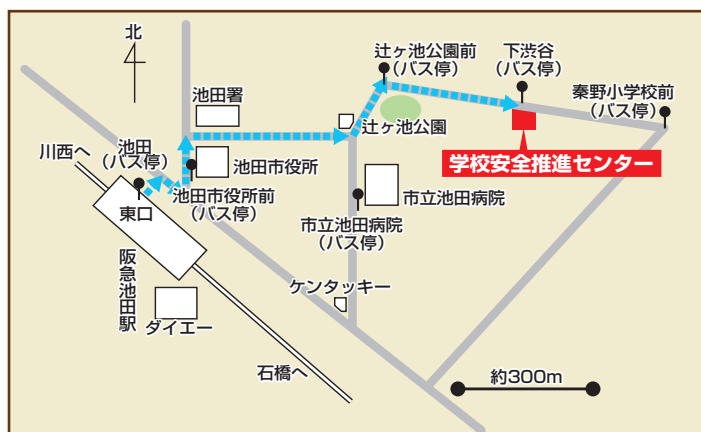 北
辻ヶ池公園前
(バス停)
下渋谷
(バス停)
秦野小学校前
(バス停)
池田署
辻ヶ池公園
池田
(バス停)
川西へ
池田市役所
学校安全推進センター
東口
池田市役所前
(バス停)
市立池田病院
市立池田病院
(バス停)
阪急池田駅
ケンタッキー
ダイエー
石橋へ
約300m